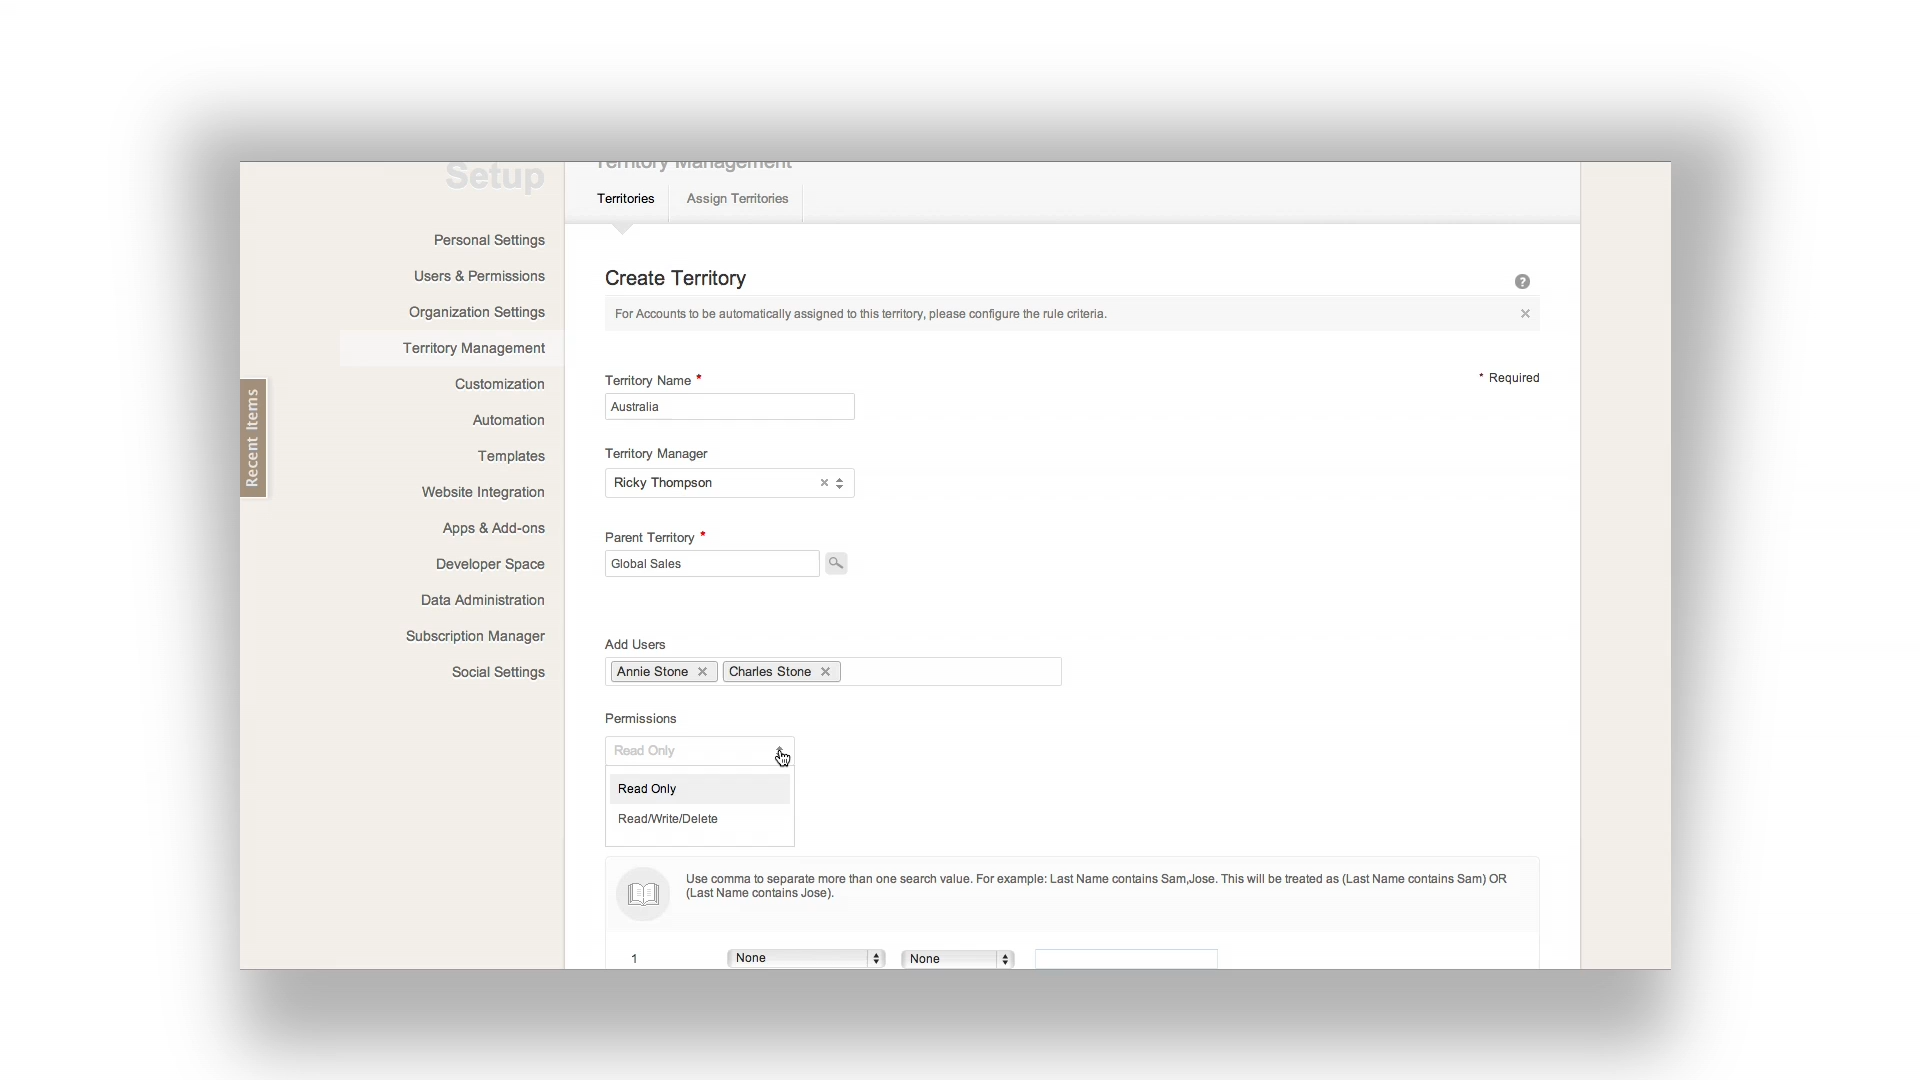 Setup
Territory Management
Territories
Assign Territories
Personal Settings
Users & Permissions
Organization Settings
Territory Management
Customization
Automation
Templates
Website Integration
Apps & Add-ons
Developer Space
Data Administration
Subscription Manager
Social Settings
Recent Items
Create Territory
?
For Accounts to be automatically assigned to this territory, please configure the rule criteria.
Territory Name *
* Required
Australia
Territory Manager
Ricky Thompson
Parent Territory *
Global Sales
Add Users
Annie Stone
Charles Stone
Permissions
Read Only
Read Only
Read/Write/Delete
Use comma to separate more than one search value. For example: Last Name contains Sam,Jose. This will be treated as (Last Name contains Sam) OR
(Last Name contains Jose).
1
None
None